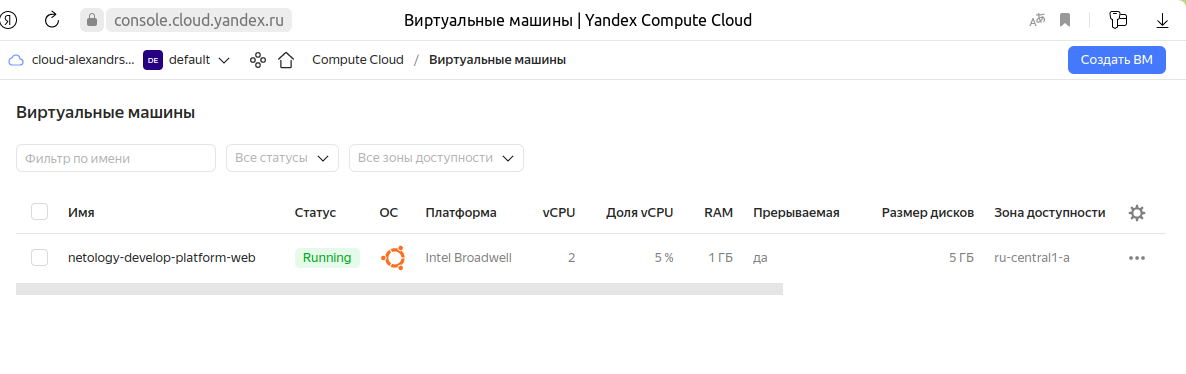 Я console.cloud.yandex.ru Виртуальные машины | Yandex Compute Cloud
cloud-alexandrs... DE default Compute Cloud / Виртуальные машины Создать ВМ
Виртуальные машины
Фильтр по имени Все статусы Все зоны доступности
Имя Статус ОС Платформа vCPU Доля vCPU RAM Прерываемая Размер дисков Зона доступности
netology-develop-platform-web Running Intel Broadwell 2 5 % 1 ГБ да 5 ГБ ru-central1-a